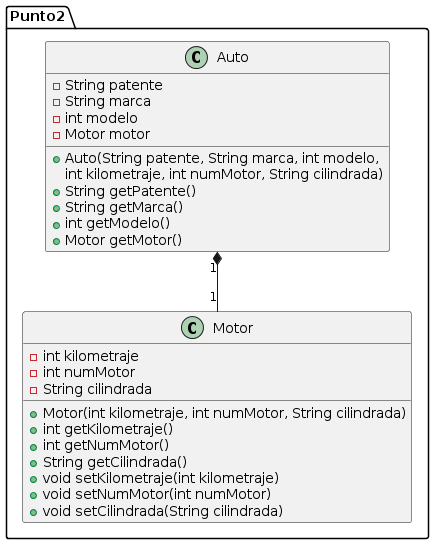 Punto2
C Auto
String patente
String marca
int modelo
Motor motor
Auto(String patente, String marca, int modelo,
int kilometraje, int numMotor, String cilindrada)
String getPatente()
String getMarca()
int getModelo()
Motor getMotor()
1
1
C Motor
int kilometraje
int numMotor
String cilindrada
Motor(int kilometraje, int numMotor, String cilindrada)
int getKilometraje()
int getNumMotor()
String getCilindrada()
void setKilometraje(int kilometraje)
void setNumMotor(int numMotor)
void setCilindrada(String cilindrada)